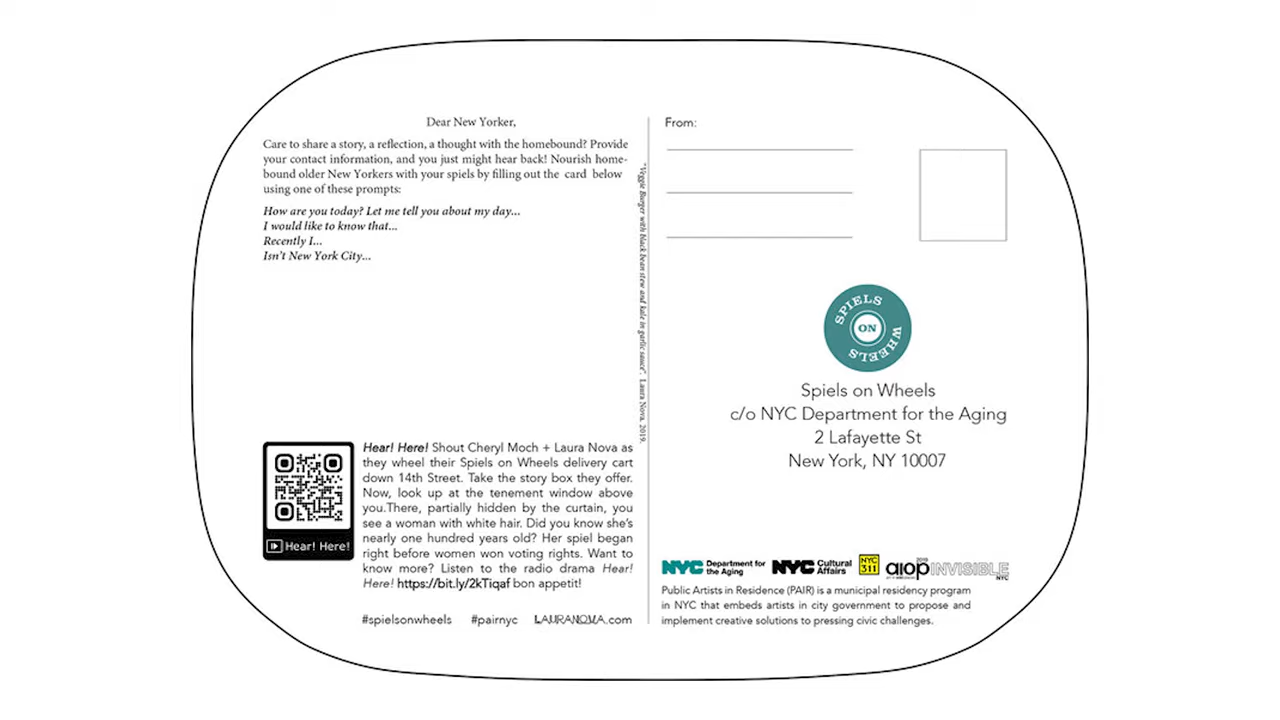 Dear New Yorker,
Care to share a story, a reflection, a thought with the homebound? Provide
your contact information, and you just might hear back! Nourish home-
bound older New Yorkers with your spiels by filling out the card below
using one of these prompts:
How are you today? Let me tell you about my day...
I would like to know that...
Recently I...
Isn't New York City...
Hear! Here!
Hear! Here! Shout Cheryl Moch + Laura Nova as
they wheel their Spiels on Wheels delivery cart
down 14th Street. Take the story box they offer.
Now, look up at the tenement window above
you.There, partially hidden by the curtain, you
see a woman with white hair. Did you know she's
nearly one hundred years old? Her spiel began
right before women won voting rights. Want to
know more? Listen to the radio drama Hear!
Here! https://bit.ly/2kTiqaf bon appetit!
#spielsonwheels #pairnyc LAURANOVA.com
"Veggie Burger with black bean stew and kale in garlic sauce". Laura Nova. 2019.
From:
SPIELS
ON
WHEELS
Spiels on Wheels
c/o NYC Department for the Aging
2 Lafayette St
New York, NY 10007
NYC Department for
the Aging
NYC Cultural
Affairs
NYC
311
2019
aiop INVISIBLE
NYC
Public Artists in Residence (PAIR) is a municipal residency program
in NYC that embeds artists in city government to propose and
implement creative solutions to pressing civic challenges.